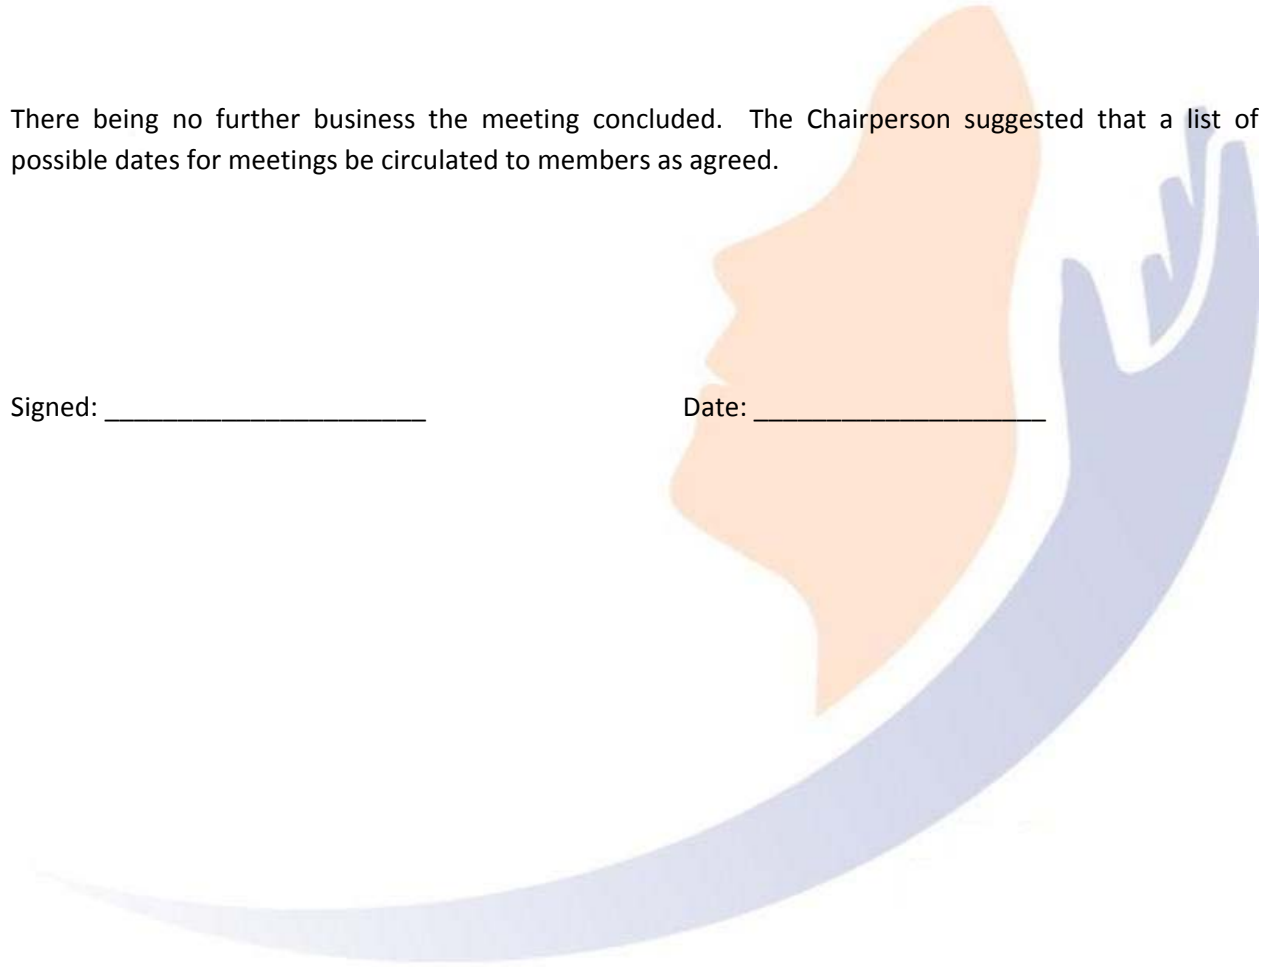 There being no further business the meeting concluded. The Chairperson suggested that a list of
possible dates for meetings be circulated to members as agreed.
Signed: ______________________ Date: ____________________